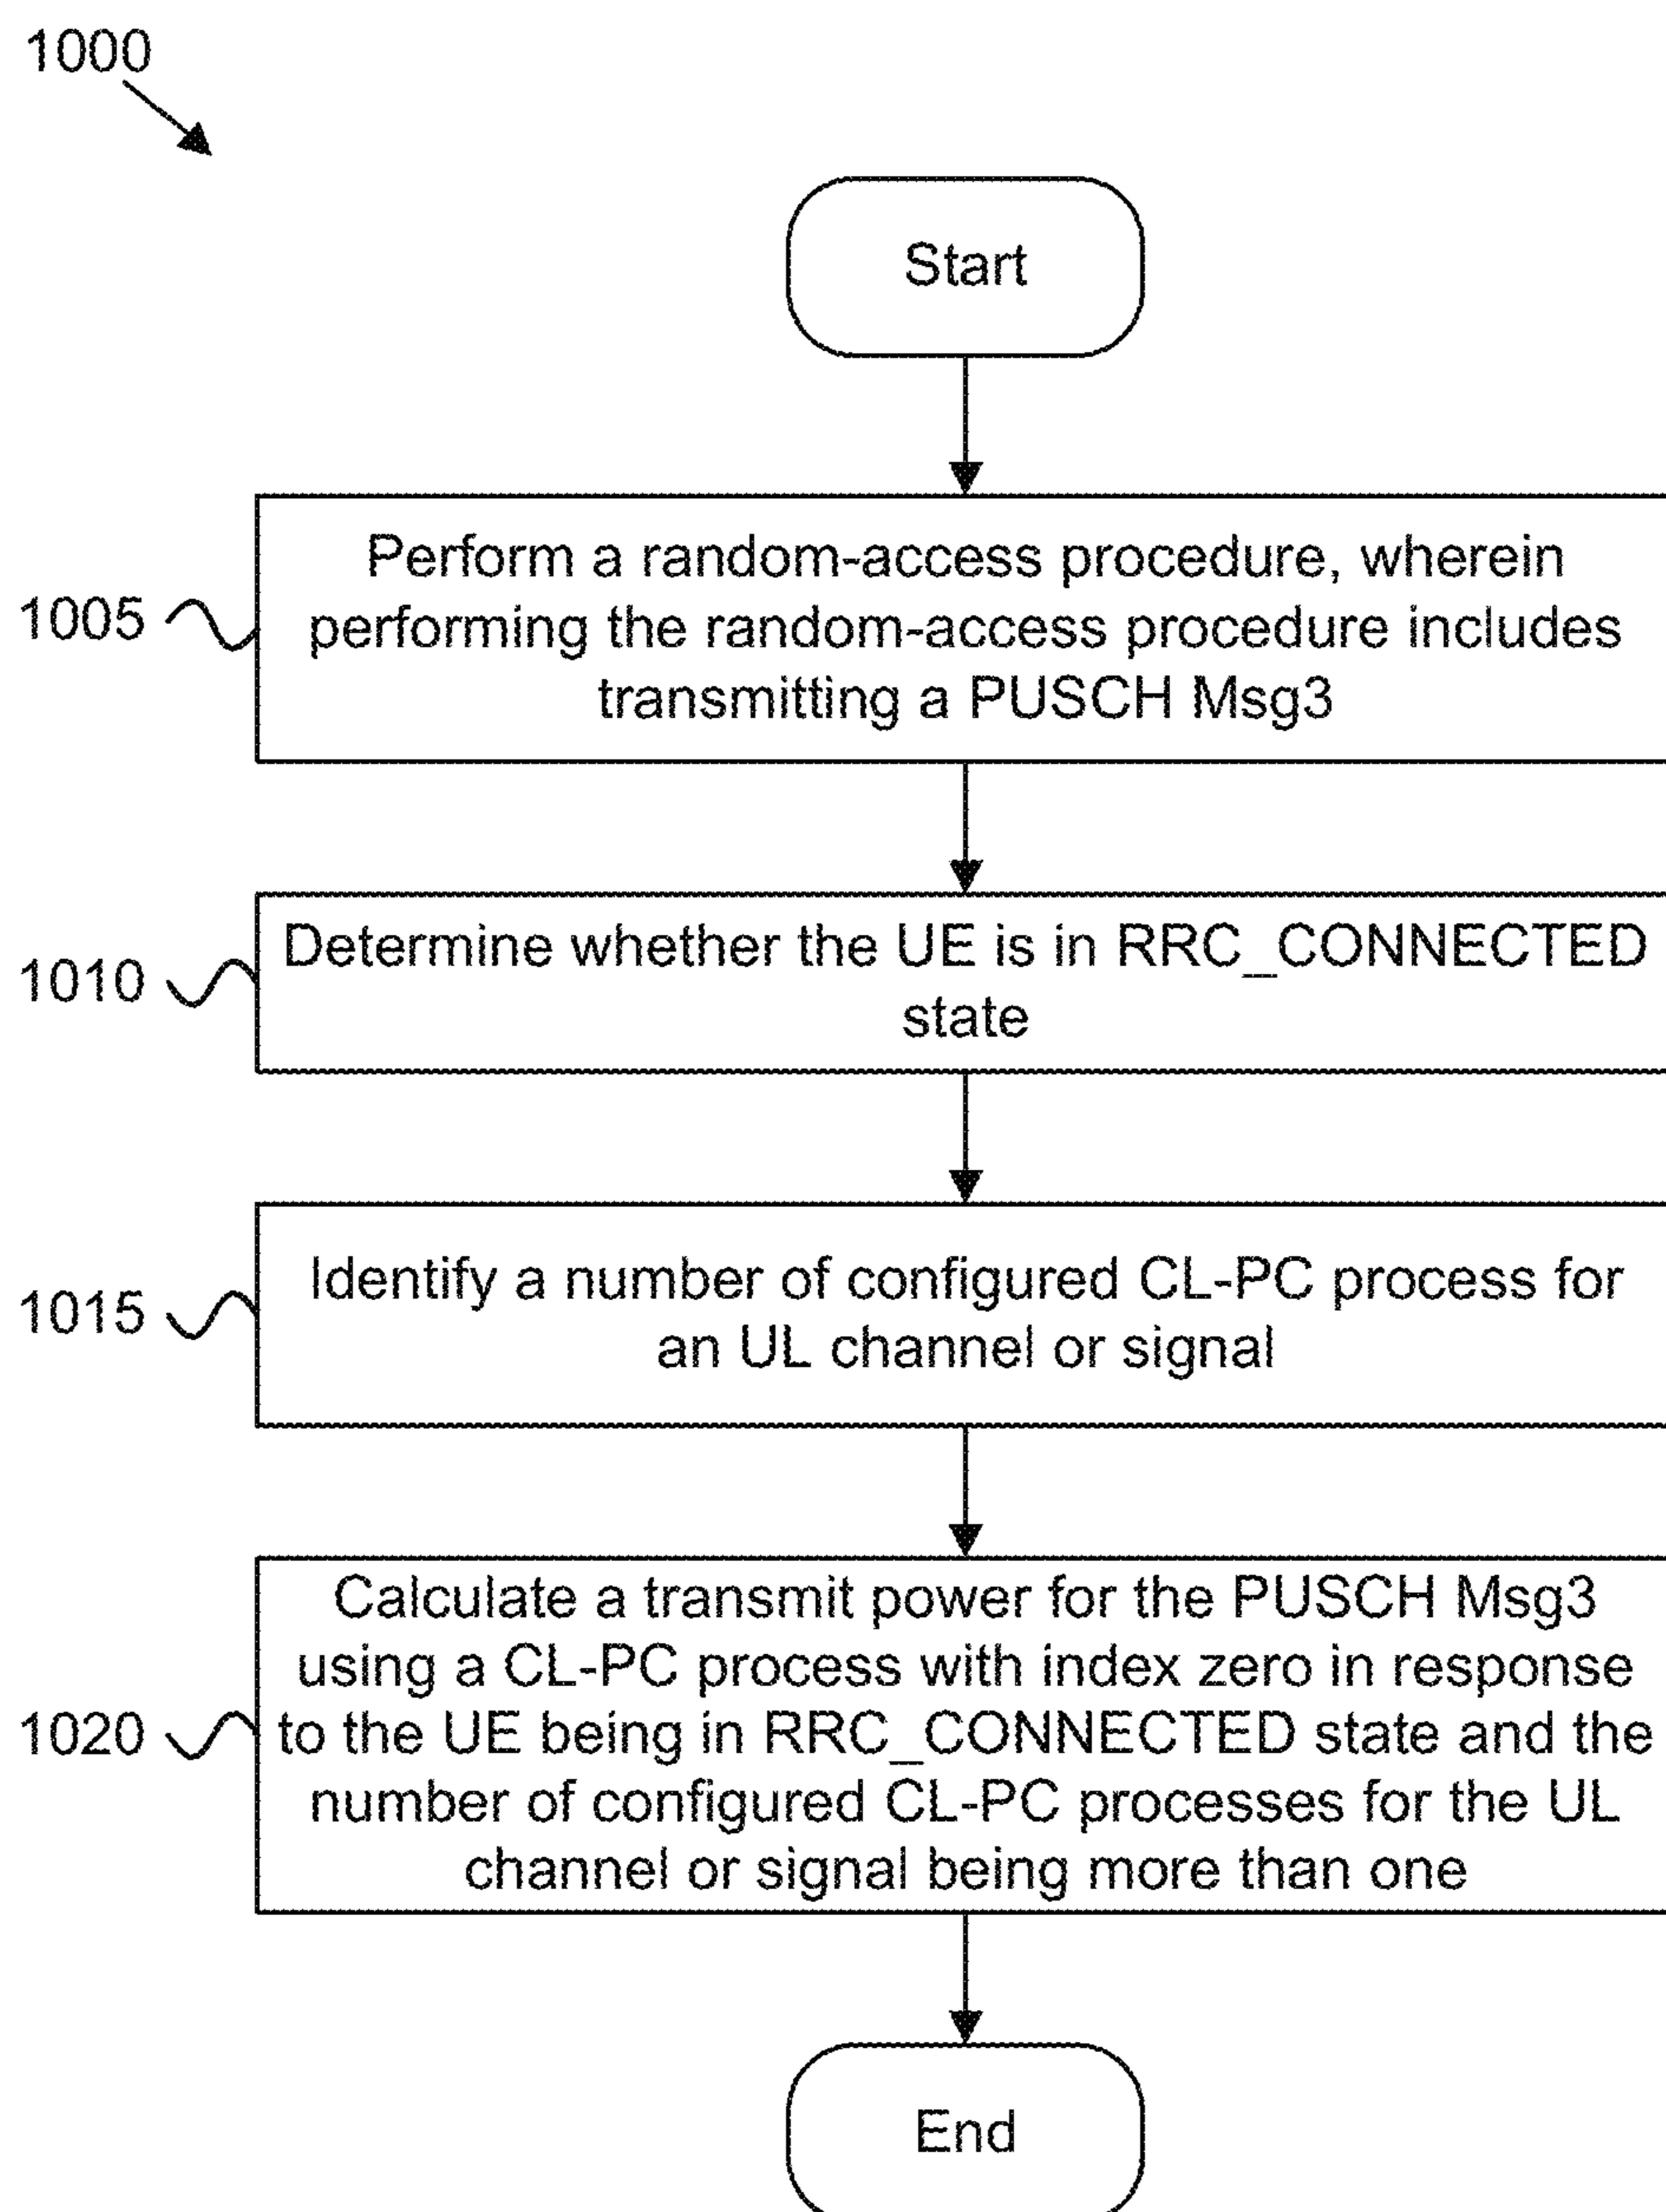 1000
Start
1005
Perform a random-access procedure, wherein
performing the random-access procedure includes
transmitting a PUSCH Msg3
1010
Determine whether the UE is in RRC_CONNECTED
state
1015
Identify a number of configured CL-PC process for
an UL channel or signal
1020
Calculate a transmit power for the PUSCH Msg3
using a CL-PC process with index zero in response
to the UE being in RRC_CONNECTED state and the
number of configured CL-PC processes for the UL
channel or signal being more than one
End